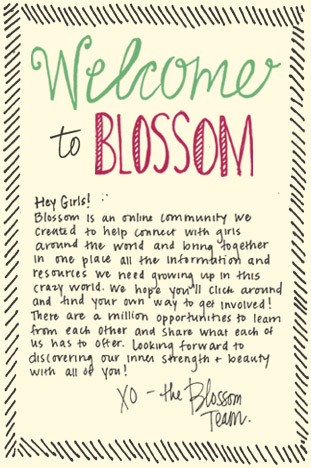 Welcome
to BLOSSOM
Hey Girls!
Blossom is an online community we
created to help connect with girls
around the world and bring together
in one place all the information and
resources we need growing up in this
crazy world. We hope you'll click around
and find your own way to get involved!
There are a million opportunities to learn
from each other and share what each of
us has to offer. Looking forward to
discovering our inner strength + beauty
with all of you!
XO - the Blossom
Team.